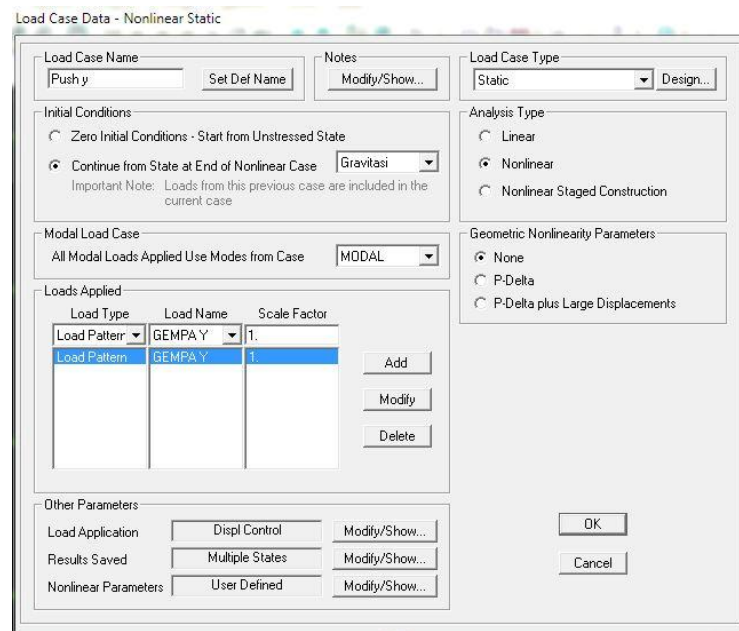 Load Case Data - Nonlinear Static
Load Case Name
Push y
Set Def Name
Notes
Modify/Show...
Load Case Type
Static
Design...
Initial Conditions
Zero Initial Conditions - Start from Unstressed State
Continue from State at End of Nonlinear Case
Gravitasi
Important Note: Loads from this previous case are included in the
current case
Analysis Type
Linear
Nonlinear
Nonlinear Staged Construction
Modal Load Case
All Modal Loads Applied Use Modes from Case
MODAL
Geometric Nonlinearity Parameters
None
P-Delta
P-Delta plus Large Displacements
Loads Applied
Load Type Load Name Scale Factor
Load Patterr GEMPA Y 1.
Load Pattern GEMPA Y 1.
Add
Modify
Delete
Other Parameters
Load Application Displ Control Modify/Show...
Results Saved Multiple States Modify/Show...
Nonlinear Parameters User Defined Modify/Show...
OK
Cancel